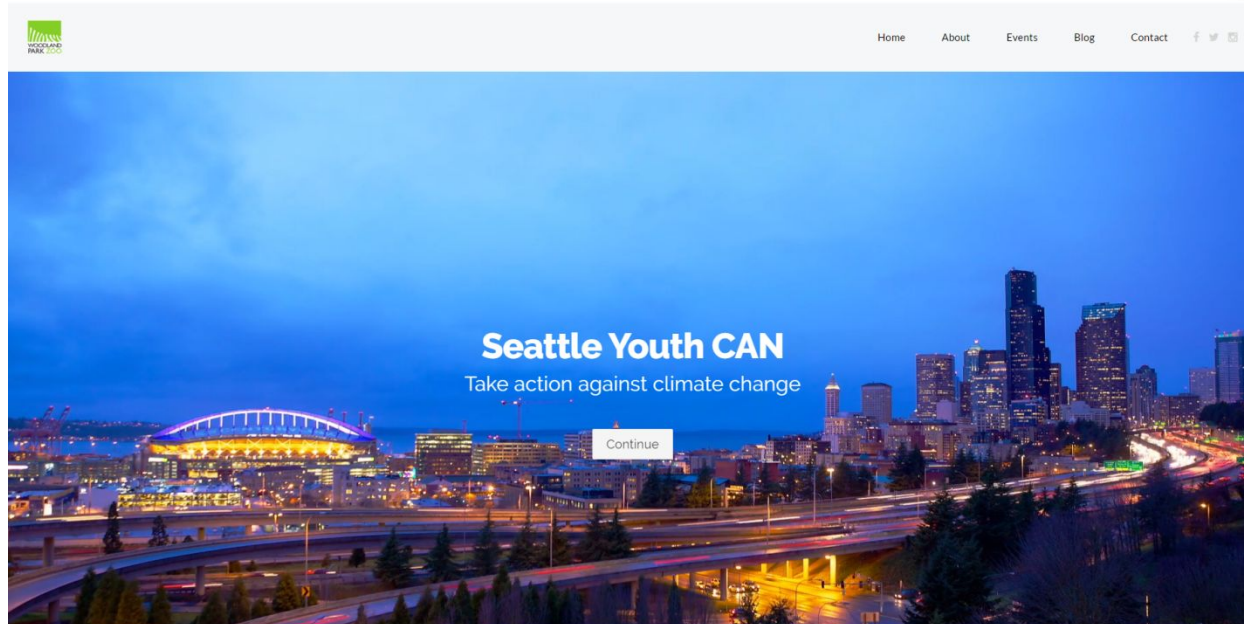 WOODLAND
PARK ZOO
Home About Events Blog Contact
Seattle Youth CAN
Take action against climate change
Continue